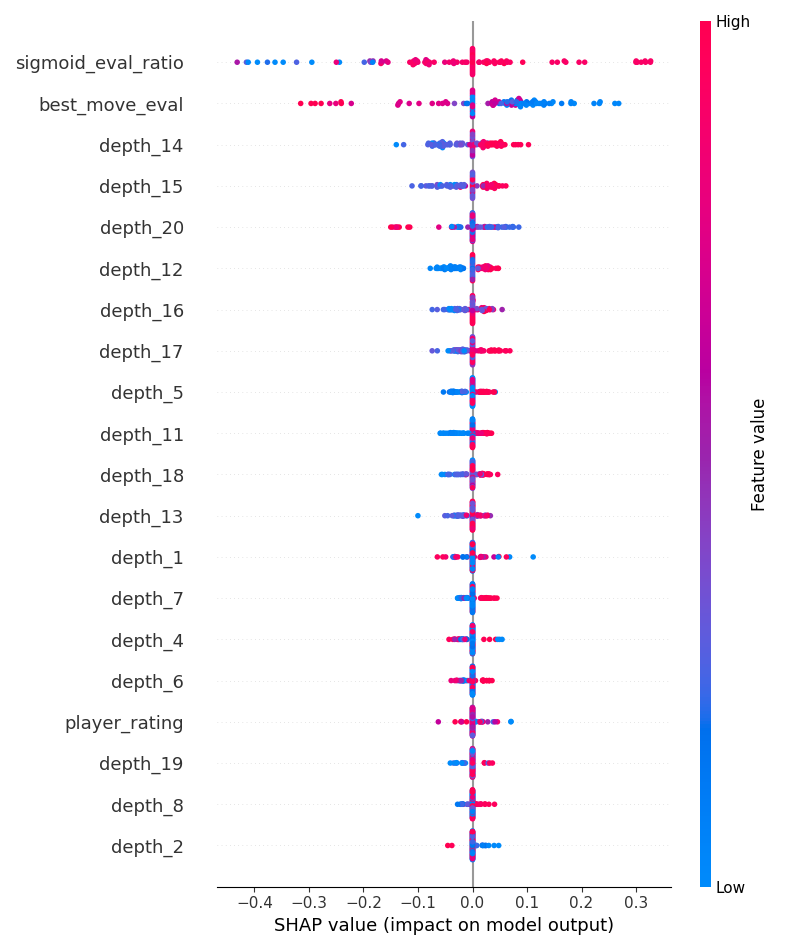 High
sigmoid_eval_ratio
best_move_eval
depth_14
depth_15
depth_20
depth_12
depth_16
depth_17
depth_5
depth_11
depth_18
depth_13
depth_1
depth_7
depth_4
depth_6
player_rating
depth_19
depth_8
depth_2
Feature value
Low
−0.4 −0.3 −0.2 −0.1 0.0 0.1 0.2 0.3
SHAP value (impact on model output)